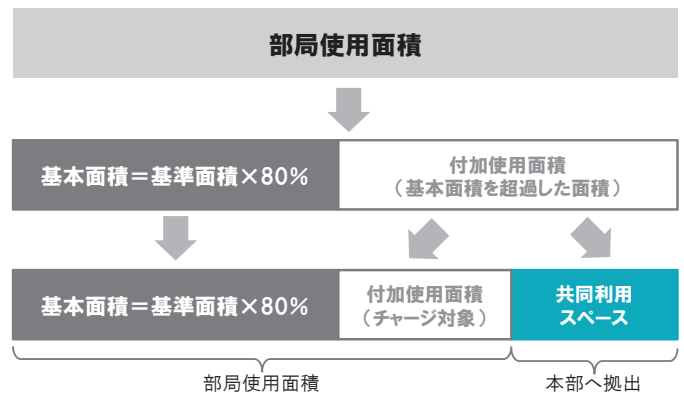 部局使用面積
基本面積＝基準面積×80%
付加使用面積
（基本面積を超過した面積）
基本面積＝基準面積×80%
付加使用面積
（チャージ対象）
共同利用
スペース
部局使用面積
本部へ拠出